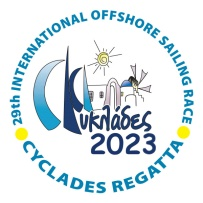 29th INTERNATIONAL OFFSHORE SAILING RACE
Κυκλάδες
2023
CYCLADES REGATTA